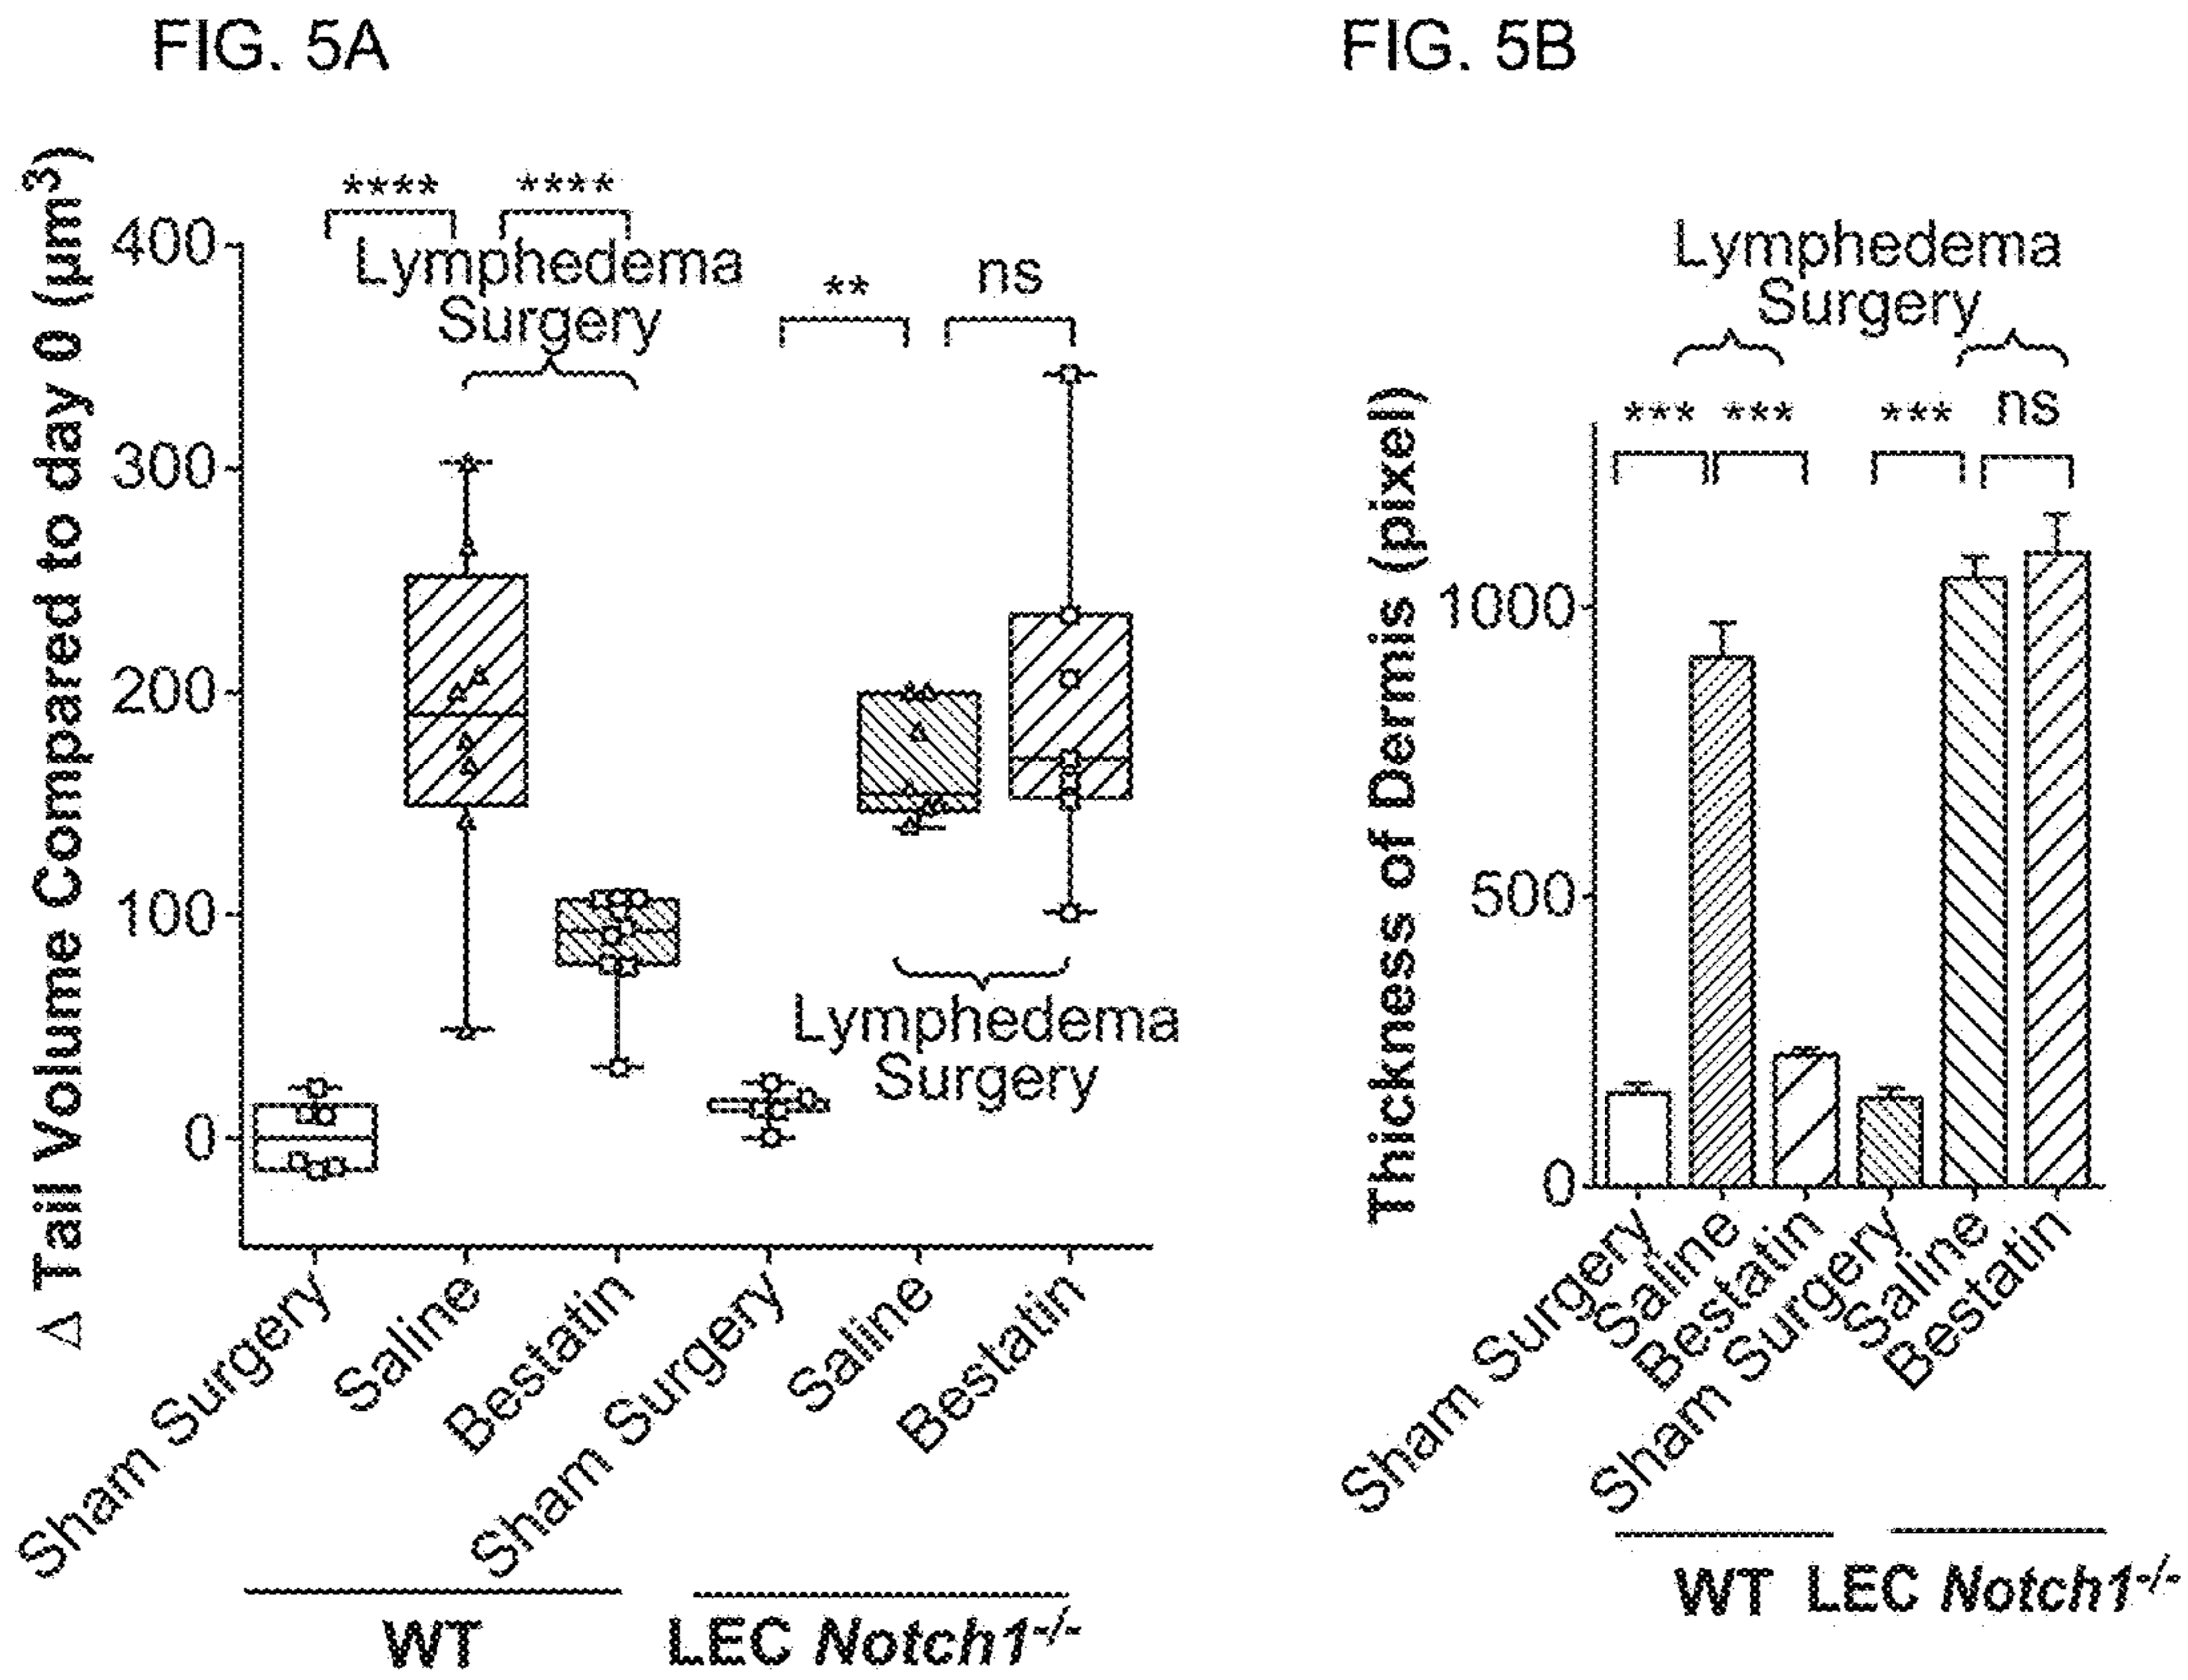 FIG. 5A
△ Tail Volume Compared to day 0 (µm³)
400
300
200
100
0
**** ****
Lymphedema
Surgery
** ns
Lymphedema
Surgery
Sham Surgery
Saline
Bestatin
Sham Surgery
Saline
Bestatin
WT
LEC Notch1-/-
FIG. 5B
Thickness of Dermis (pixel)
1000
500
0
Lymphedema
Surgery
*** *** *** ns
Sham Surgery
Saline
Bestatin
Sham Surgery
Saline
Bestatin
WT LEC Notch1-/-